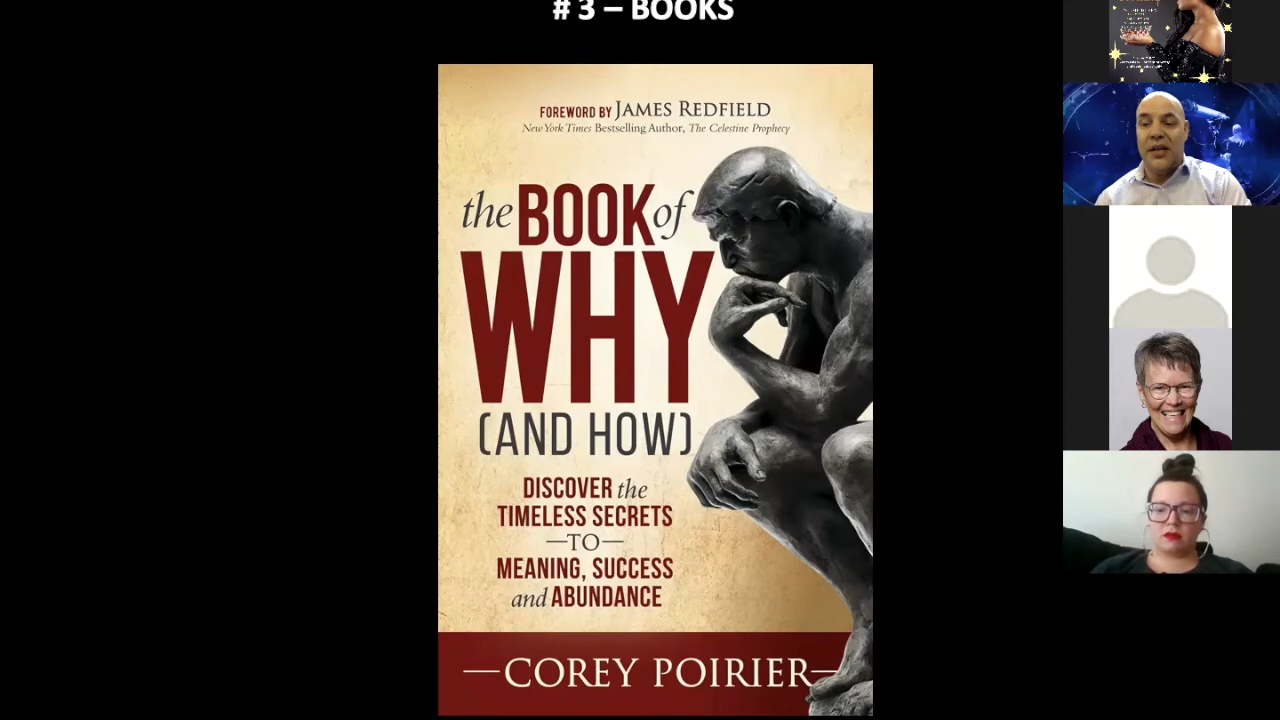 # 3 – BOOKS
FOREWORD BY JAMES REDFIELD
New York Times Bestselling Author, The Celestine Prophecy
the BOOK of
WHY
(AND HOW)
DISCOVER the
TIMELESS SECRETS
—TO—
MEANING, SUCCESS
and ABUNDANCE
—COREY POIRIER—